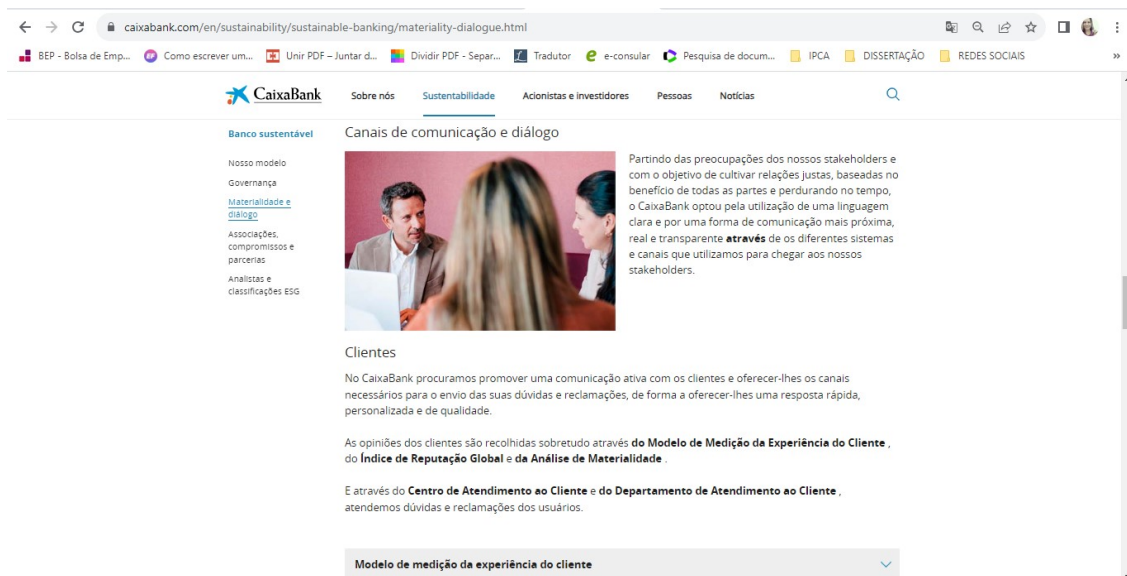 caixabank.com/en/sustainability/sustainable-banking/materiality-dialogue.html
BEP - Bolsa de Emp... Como escrever um... Unir PDF – Juntar d... Dividir PDF - Separ... Tradutor e-consular Pesquisa de docum... IPCA DISSERTAÇÃO REDES SOCIAIS »
CaixaBank Sobre nós Sustentabilidade Acionistas e investidores Pessoas Notícias
Banco sustentável
Nosso modelo
Governança
Materialidade e
diálogo
Associações,
compromissos e
parcerias
Analistas e
classificações ESG
Canais de comunicação e diálogo
Partindo das preocupações dos nossos stakeholders e
com o objetivo de cultivar relações justas, baseadas no
benefício de todas as partes e perdurando no tempo,
o CaixaBank optou pela utilização de uma linguagem
clara e por uma forma de comunicação mais próxima,
real e transparente através de os diferentes sistemas
e canais que utilizamos para chegar aos nossos
stakeholders.
Clientes
No CaixaBank procuramos promover uma comunicação ativa com os clientes e oferecer-lhes os canais
necessários para o envio das suas dúvidas e reclamações, de forma a oferecer-lhes uma resposta rápida,
personalizada e de qualidade.
As opiniões dos clientes são recolhidas sobretudo através do Modelo de Medição da Experiência do Cliente ,
do Índice de Reputação Global e da Análise de Materialidade .
E através do Centro de Atendimento ao Cliente e do Departamento de Atendimento ao Cliente ,
atendemos dúvidas e reclamações dos usuários.
Modelo de medição da experiência do cliente